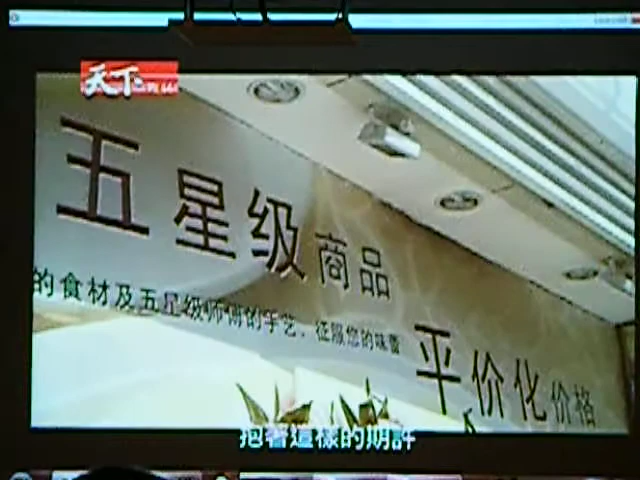 天下
五星级商品
的食材及五星级师傅的手艺，征服您的味蕾
平价化价格
抱著這樣的期許